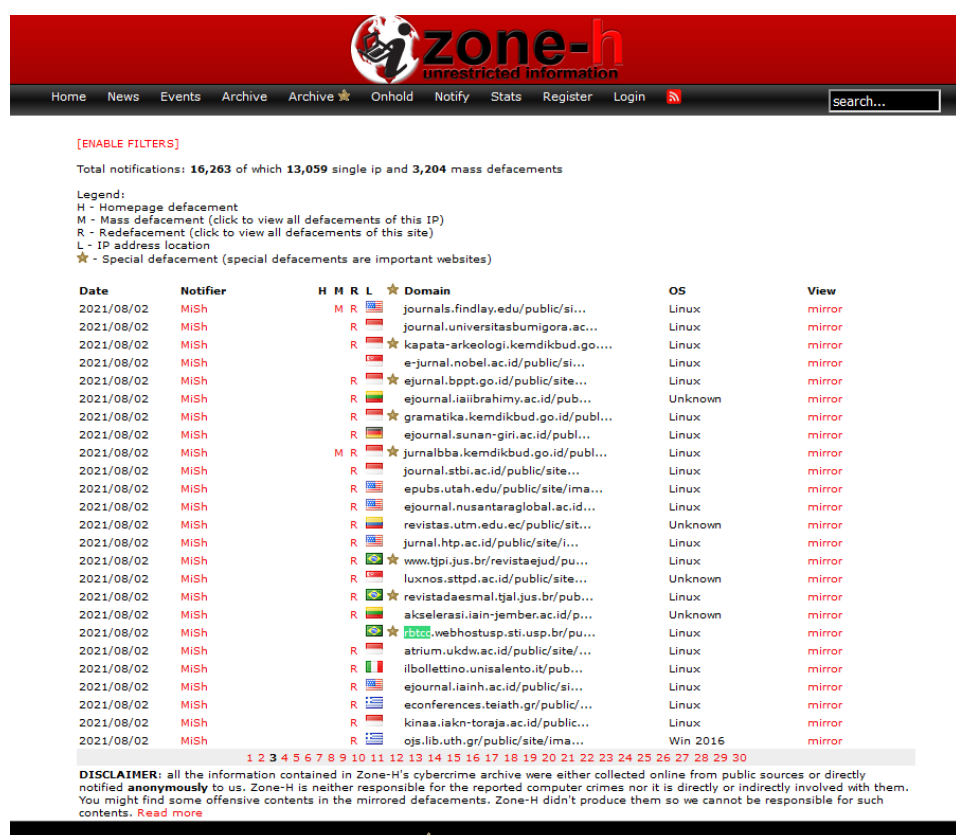 zone-h
unrestricted information
Home News Events Archive Archive Onhold Notify Stats Register Login search...
[ENABLE FILTERS]
Total notifications: 16,263 of which 13,059 single ip and 3,204 mass defacements
Legend:
H - Homepage defacement
M - Mass defacement (click to view all defacements of this IP)
R - Redefacement (click to view all defacements of this site)
L - IP address location
- Special defacement (special defacements are important websites)
Date Notifier H M R L Domain OS View
2021/08/02 MiSh M R journals.findlay.edu/public/si... Linux mirror
2021/08/02 MiSh R journal.universitasbumigora.ac... Linux mirror
2021/08/02 MiSh R kapata-arkeologi.kemdikbud.go.... Linux mirror
2021/08/02 MiSh e-jurnal.nobel.ac.id/public/si... Linux mirror
2021/08/02 MiSh R ejurnal.bppt.go.id/public/site... Linux mirror
2021/08/02 MiSh R ejournal.iaiibrahimy.ac.id/pub... Unknown mirror
2021/08/02 MiSh R gramatika.kemdikbud.go.id/publ... Linux mirror
2021/08/02 MiSh R ejournal.sunan-giri.ac.id/publ... Linux mirror
2021/08/02 MiSh M R jurnalbba.kemdikbud.go.id/publ... Linux mirror
2021/08/02 MiSh R journal.stbi.ac.id/public/site... Linux mirror
2021/08/02 MiSh R epubs.utah.edu/public/site/ima... Linux mirror
2021/08/02 MiSh R ejournal.nusantaraglobal.ac.id... Linux mirror
2021/08/02 MiSh R revistas.utm.edu.ec/public/sit... Unknown mirror
2021/08/02 MiSh R jurnal.htp.ac.id/public/site/i... Linux mirror
2021/08/02 MiSh R www.tjpi.jus.br/revistaejud/pu... Linux mirror
2021/08/02 MiSh R luxnos.sttpd.ac.id/public/site... Unknown mirror
2021/08/02 MiSh R revistadaesmal.tjal.jus.br/pub... Linux mirror
2021/08/02 MiSh R akselerasi.iain-jember.ac.id/p... Unknown mirror
2021/08/02 MiSh rbtcc.webhostusp.sti.usp.br/pu... Linux mirror
2021/08/02 MiSh R atrium.ukdw.ac.id/public/site/... Linux mirror
2021/08/02 MiSh R ilbollettino.unisalento.it/pub... Linux mirror
2021/08/02 MiSh R ejournal.iainh.ac.id/public/si... Linux mirror
2021/08/02 MiSh R econferences.teiath.gr/public/... Linux mirror
2021/08/02 MiSh R kinaa.iakn-toraja.ac.id/public... Linux mirror
2021/08/02 MiSh R ojs.lib.uth.gr/public/site/ima... Win 2016 mirror
1 2 3 4 5 6 7 8 9 10 11 12 13 14 15 16 17 18 19 20 21 22 23 24 25 26 27 28 29 30
DISCLAIMER: all the information contained in Zone-H's cybercrime archive were either collected online from public sources or directly
notified anonymously to us. Zone-H is neither responsible for the reported computer crimes nor it is directly or indirectly involved with them.
You might find some offensive contents in the mirrored defacements. Zone-H didn't produce them so we cannot be responsible for such
contents. Read more